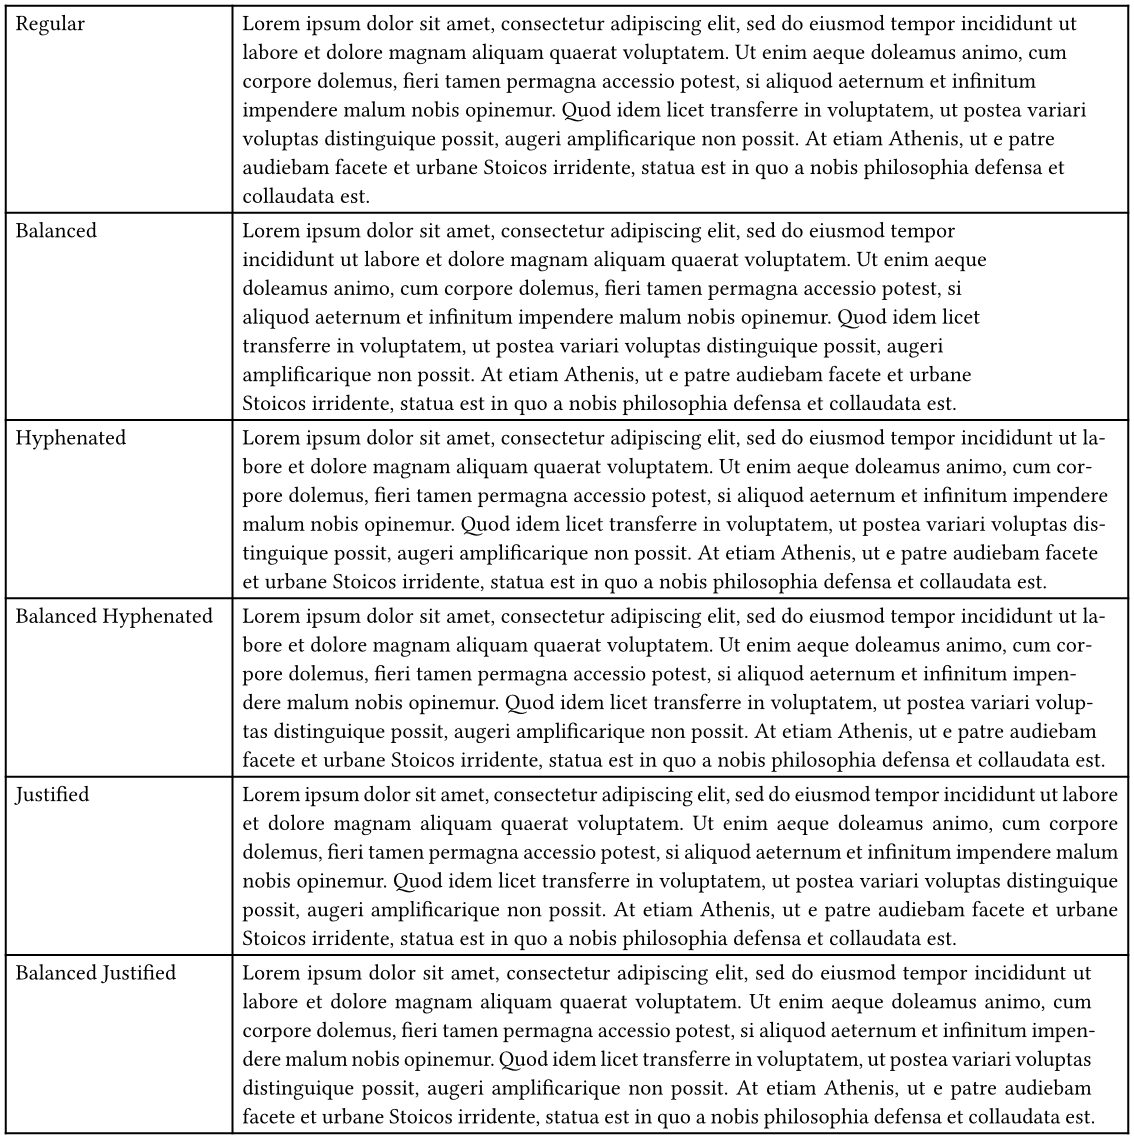 Regular
Lorem ipsum dolor sit amet, consectetur adipiscing elit, sed do eiusmod tempor incididunt ut
labore et dolore magnam aliquam quaerat voluptatem. Ut enim aeque doleamus animo, cum
corpore dolemus, fieri tamen permagna accessio potest, si aliquod aeternum et infinitum
impendere malum nobis opinemur. Quod idem licet transferre in voluptatem, ut postea variari
voluptas distinguique possit, augeri amplificarique non possit. At etiam Athenis, ut e patre
audiebam facete et urbane Stoicos irridente, statua est in quo a nobis philosophia defensa et
collaudata est.
Balanced
Lorem ipsum dolor sit amet, consectetur adipiscing elit, sed do eiusmod tempor
incididunt ut labore et dolore magnam aliquam quaerat voluptatem. Ut enim aeque
doleamus animo, cum corpore dolemus, fieri tamen permagna accessio potest, si
aliquod aeternum et infinitum impendere malum nobis opinemur. Quod idem licet
transferre in voluptatem, ut postea variari voluptas distinguique possit, augeri
amplificarique non possit. At etiam Athenis, ut e patre audiebam facete et urbane
Stoicos irridente, statua est in quo a nobis philosophia defensa et collaudata est.
Hyphenated
Lorem ipsum dolor sit amet, consectetur adipiscing elit, sed do eiusmod tempor incididunt ut la-
bore et dolore magnam aliquam quaerat voluptatem. Ut enim aeque doleamus animo, cum cor-
pore dolemus, fieri tamen permagna accessio potest, si aliquod aeternum et infinitum impendere
malum nobis opinemur. Quod idem licet transferre in voluptatem, ut postea variari voluptas dis-
tinguique possit, augeri amplificarique non possit. At etiam Athenis, ut e patre audiebam facete
et urbane Stoicos irridente, statua est in quo a nobis philosophia defensa et collaudata est.
Balanced Hyphenated
Lorem ipsum dolor sit amet, consectetur adipiscing elit, sed do eiusmod tempor incididunt ut la-
bore et dolore magnam aliquam quaerat voluptatem. Ut enim aeque doleamus animo, cum cor-
pore dolemus, fieri tamen permagna accessio potest, si aliquod aeternum et infinitum impen-
dere malum nobis opinemur. Quod idem licet transferre in voluptatem, ut postea variari volup-
tas distinguique possit, augeri amplificarique non possit. At etiam Athenis, ut e patre audiebam
facete et urbane Stoicos irridente, statua est in quo a nobis philosophia defensa et collaudata est.
Justified
Lorem ipsum dolor sit amet, consectetur adipiscing elit, sed do eiusmod tempor incididunt ut labore
et dolore magnam aliquam quaerat voluptatem. Ut enim aeque doleamus animo, cum corpore
dolemus, fieri tamen permagna accessio potest, si aliquod aeternum et infinitum impendere malum
nobis opinemur. Quod idem licet transferre in voluptatem, ut postea variari voluptas distinguique
possit, augeri amplificarique non possit. At etiam Athenis, ut e patre audiebam facete et urbane
Stoicos irridente, statua est in quo a nobis philosophia defensa et collaudata est.
Balanced Justified
Lorem ipsum dolor sit amet, consectetur adipiscing elit, sed do eiusmod tempor incididunt ut
labore et dolore magnam aliquam quaerat voluptatem. Ut enim aeque doleamus animo, cum
corpore dolemus, fieri tamen permagna accessio potest, si aliquod aeternum et infinitum impen-
dere malum nobis opinemur. Quod idem licet transferre in voluptatem, ut postea variari voluptas
distinguique possit, augeri amplificarique non possit. At etiam Athenis, ut e patre audiebam
facete et urbane Stoicos irridente, statua est in quo a nobis philosophia defensa et collaudata est.